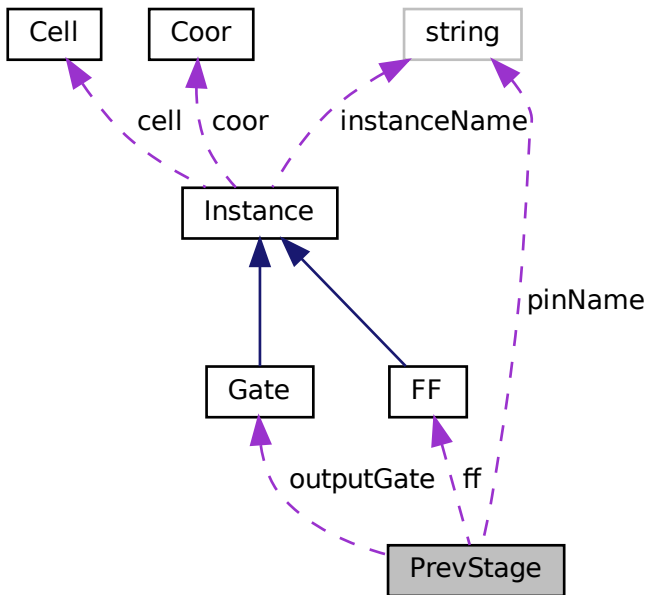 Cell
Coor
string
cell
coor
instanceName
Instance
pinName
Gate
FF
outputGate
ff
PrevStage